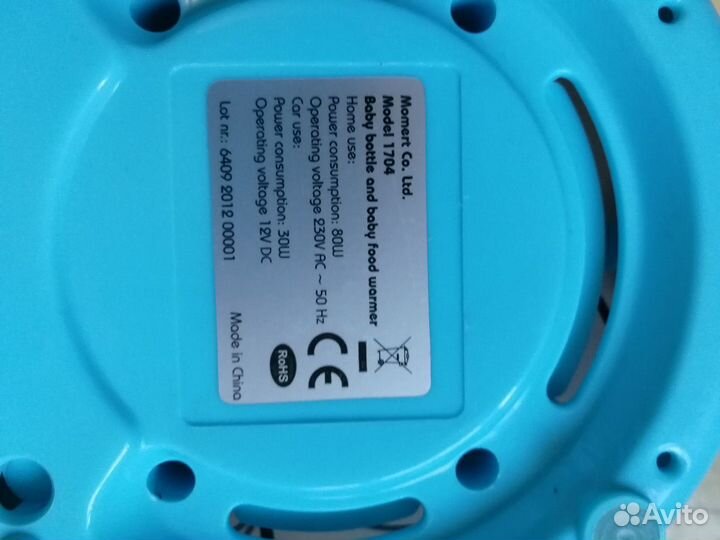 Momert Co. Ltd.
Model 1704
Baby bottle and baby food warmer
Home use:
Power consumption: 80W
Operating voltage 230V AC ~ 50 Hz
Car use:
Power consumption: 30W
Operating voltage 12V DC
Lot nr.: 6409 2012 00001
CE
RoHS
Made in China
Avito